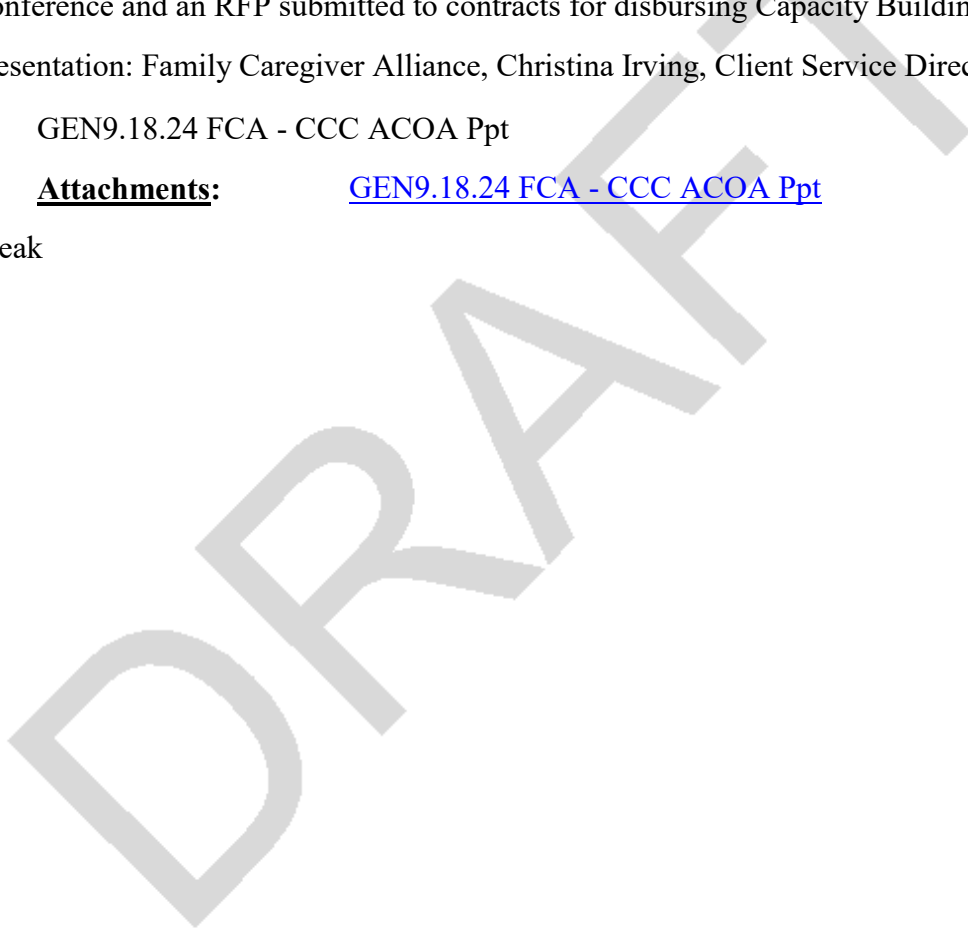 onference and an RFP submitted to contracts for disbursing Capacity Buildin
esentation: Family Caregiver Alliance, Christina Irving, Client Service Direc
GEN9.18.24 FCA - CCC ACOA Ppt
Attachments: GEN9.18.24 FCA - CCC ACOA Ppt
eak
DRAFT